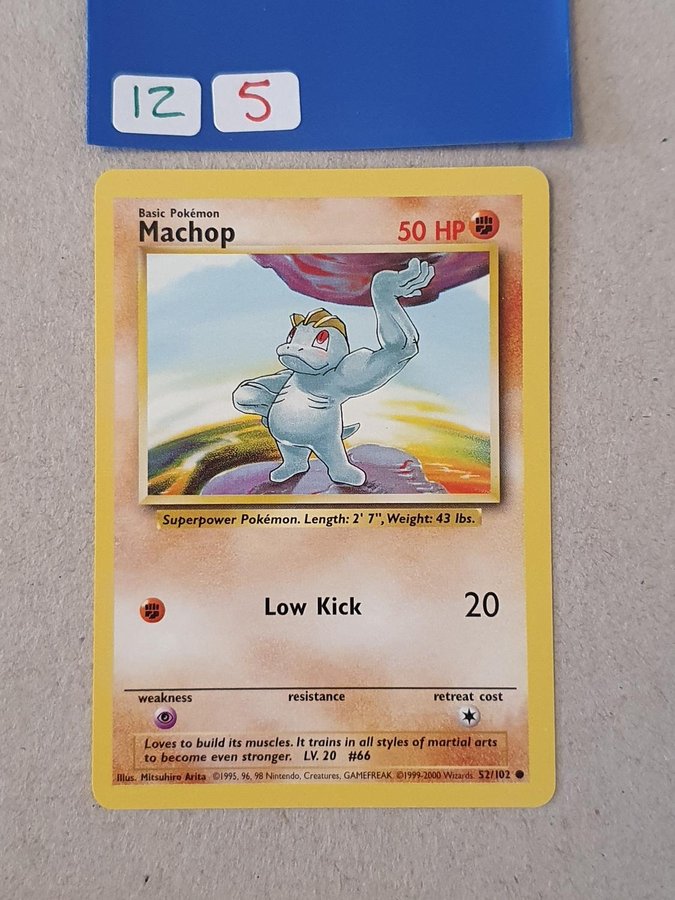 12 5
Basic Pokémon
Machop 50 HP
Superpower Pokémon. Length: 2' 7", Weight: 43 lbs.
Low Kick 20
weakness resistance retreat cost
Loves to build its muscles. It trains in all styles of martial arts
to become even stronger. LV. 20 #66
Illus. Mitsuhiro Arita ©1995, 96, 98 Nintendo, Creatures, GAMEFREAK. ©1999-2000 Wizards. 52/102